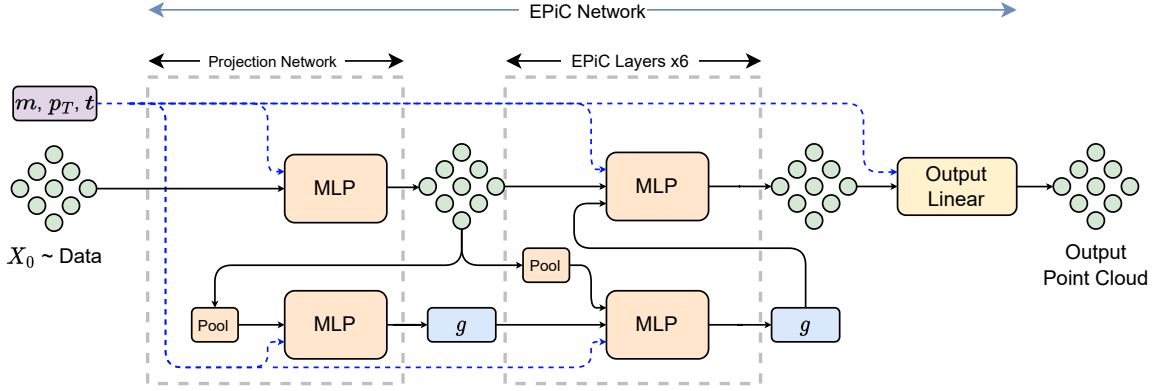 EPiC Network
Projection Network
EPiC Layers x6
m, p_T, t
MLP
MLP
Output
Linear
X_0 ~ Data
Output
Point Cloud
Pool
Pool
MLP
g
MLP
g